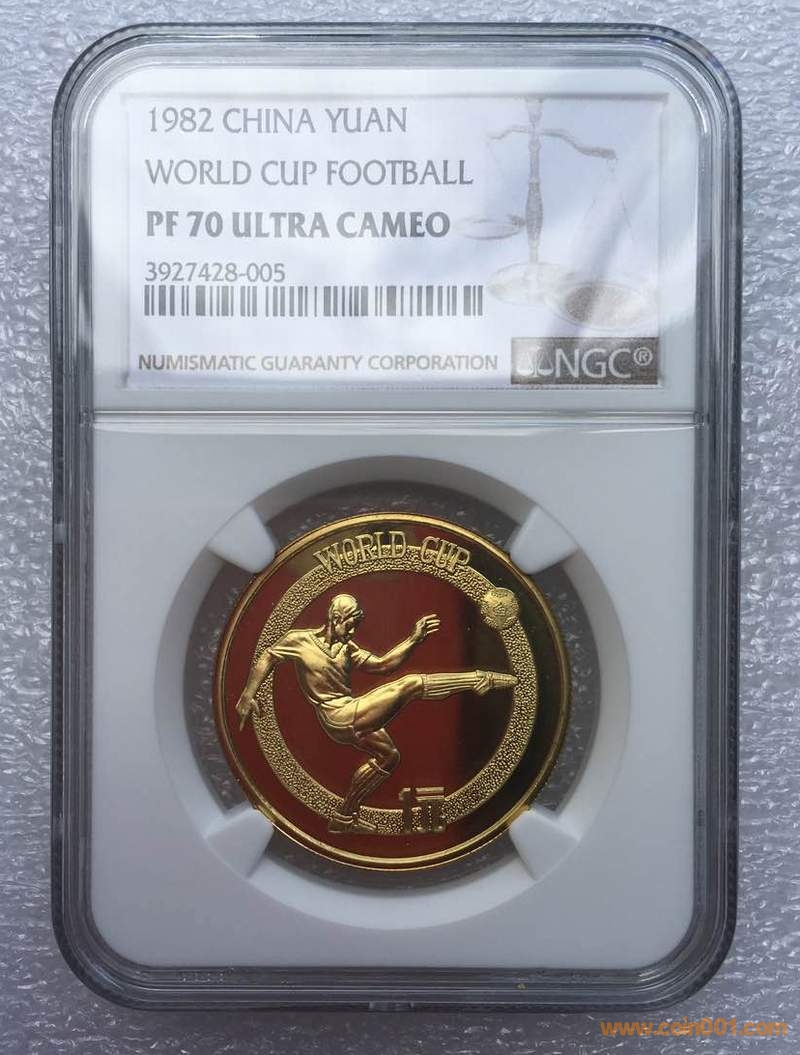 1982 CHINA YUAN
WORLD CUP FOOTBALL
PF 70 ULTRA CAMEO
3927428-005
NUMISMATIC GUARANTY CORPORATION
NGC®
WORLD CUP
1元
www.coin001.com